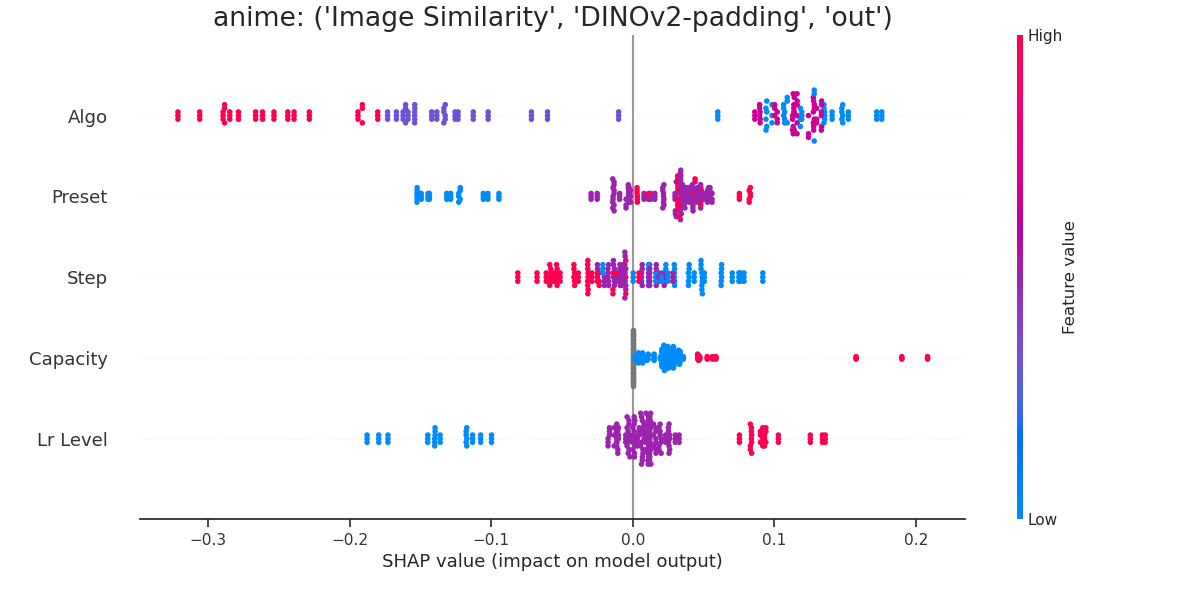 anime: ('Image Similarity', 'DINOv2-padding', 'out')
High
Algo
Preset
Step
Capacity
Lr Level
Feature value
Low
−0.3
−0.2
−0.1
0.0
0.1
0.2
SHAP value (impact on model output)